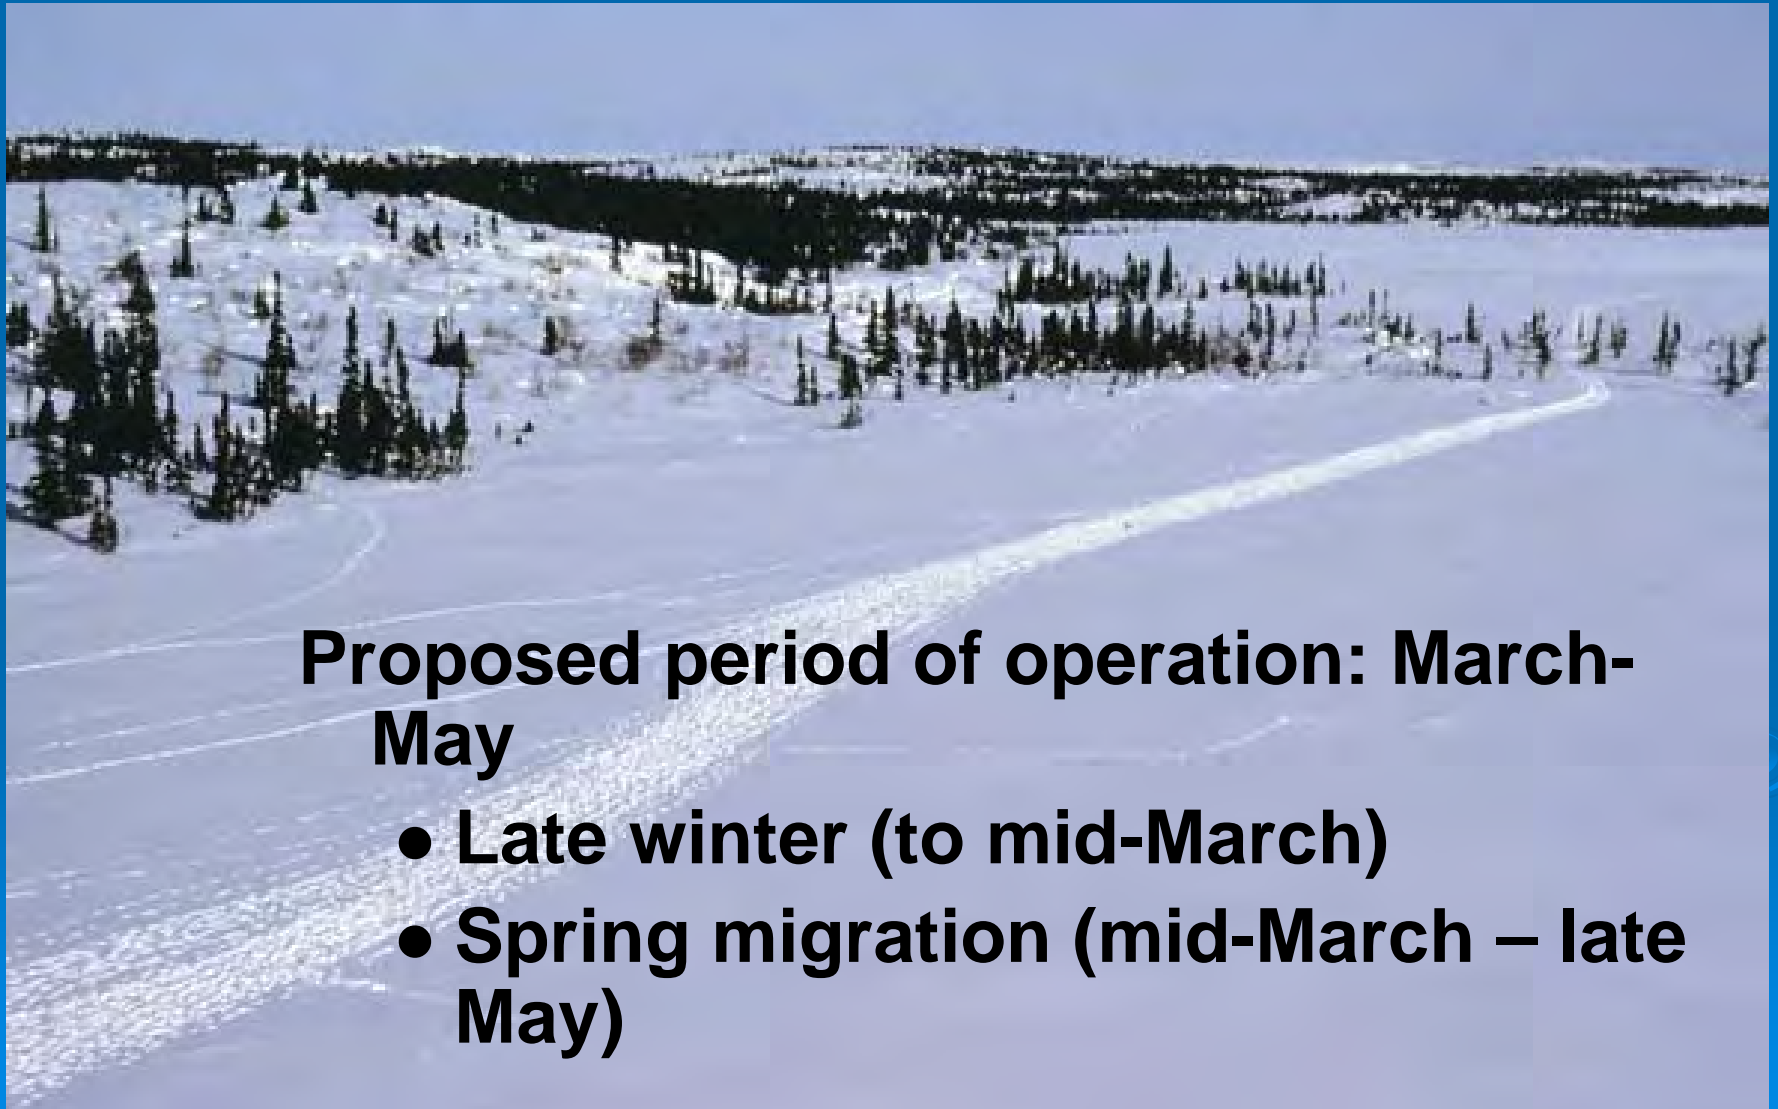 Proposed period of operation: March-
May
● Late winter (to mid-March)
● Spring migration (mid-March – late
May)